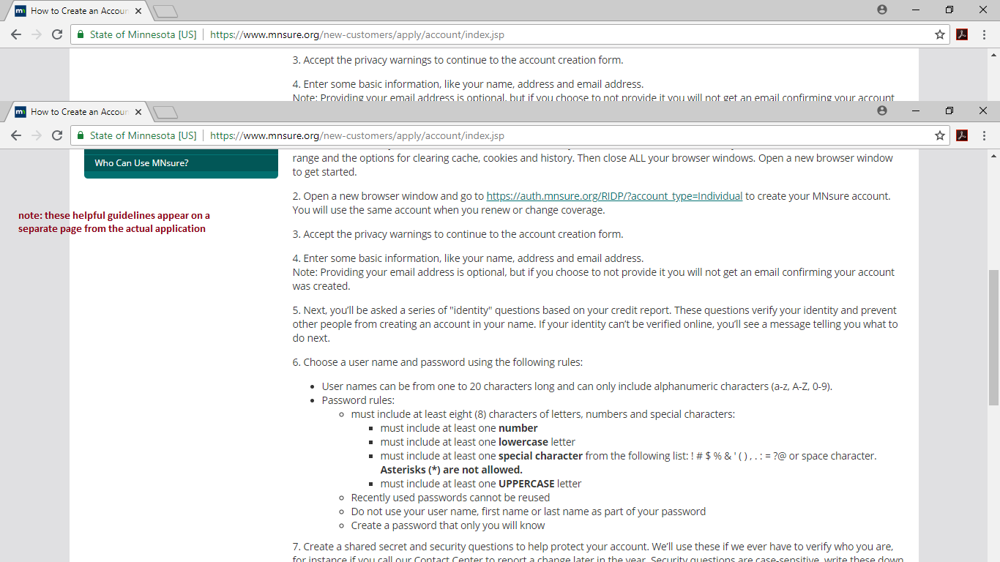 How to Create an Accoun
State of Minnesota [US] https://www.mnsure.org/new-customers/apply/account/index.jsp
3. Accept the privacy warnings to continue to the account creation form.
4. Enter some basic information, like your name, address and email address.
Note: Providing your email address is optional, but if you choose to not provide it you will not get an email confirming your account
How to Create an Accoun
State of Minnesota [US] https://www.mnsure.org/new-customers/apply/account/index.jsp
Who Can Use MNsure?
note: these helpful guidelines appear on a
separate page from the actual application
range and the options for clearing cache, cookies and history. Then close ALL your browser windows. Open a new browser window
to get started.
2. Open a new browser window and go to https://auth.mnsure.org/RIDP/?account_type=Individual to create your MNsure account.
You will use the same account when you renew or change coverage.
3. Accept the privacy warnings to continue to the account creation form.
4. Enter some basic information, like your name, address and email address.
Note: Providing your email address is optional, but if you choose to not provide it you will not get an email confirming your account
was created.
5. Next, you’ll be asked a series of "identity" questions based on your credit report. These questions verify your identity and prevent
other people from creating an account in your name. If your identity can’t be verified online, you’ll see a message telling you what to
do next.
6. Choose a user name and password using the following rules:
• User names can be from one to 20 characters long and can only include alphanumeric characters (a-z, A-Z, 0-9).
• Password rules:
◦ must include at least eight (8) characters of letters, numbers and special characters:
▪ must include at least one number
▪ must include at least one lowercase letter
▪ must include at least one special character from the following list: ! # $ % & ' ( ) , . : = ?@ or space character.
Asterisks (*) are not allowed.
▪ must include at least one UPPERCASE letter
◦ Recently used passwords cannot be reused
◦ Do not use your user name, first name or last name as part of your password
◦ Create a password that only you will know
7. Create a shared secret and security questions to help protect your account. We’ll use these if we ever have to verify who you are,
for instance if you call our Contact Center to report a change later in the year. Security questions are case-sensitive, write these down